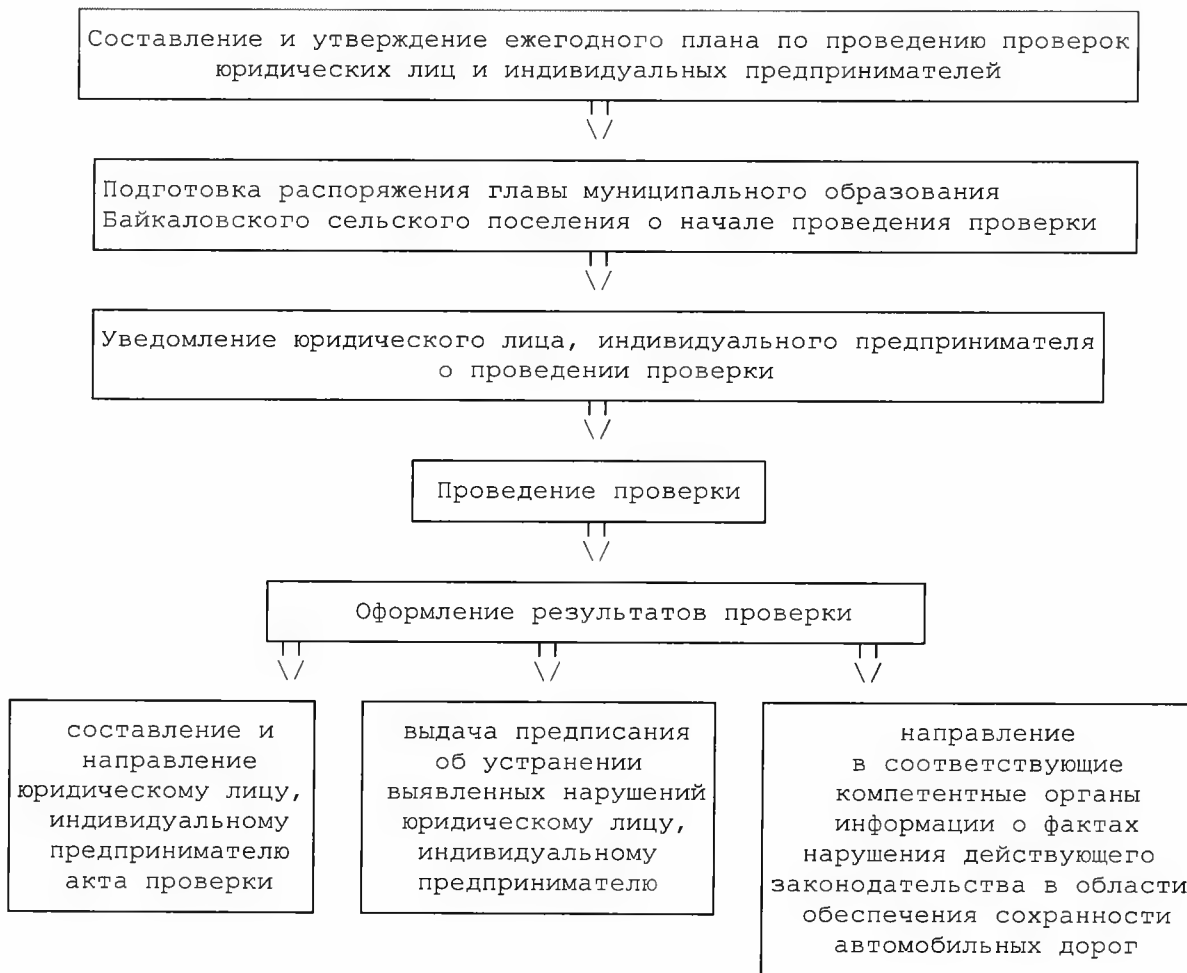 Составление и утверждение ежегодного плана по проведению проверок
юридических лиц и индивидуальных предпринимателей
Подготовка распоряжения главы муниципального образования
Байкаловского сельского поселения о начале проведения проверки
Уведомление юридического лица, индивидуального предпринимателя
о проведении проверки
Проведение проверки
Оформление результатов проверки
составление и
направление
юридическому лицу,
индивидуальному
предпринимателю
акта проверки
выдача предписания
об устранении
выявленных нарушений
юридическому лицу,
индивидуальному
предпринимателю
направление
в соответствующие
компетентные органы
информации о фактах
нарушения действующего
законодательства в области
обеспечения сохранности
автомобильных дорог